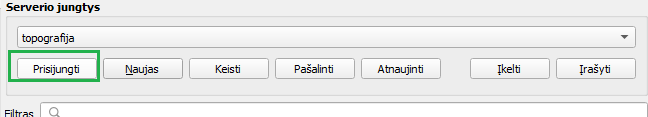 Serverio jungtys
topografija
Prisijungti Naujas Keisti Pašalinti Atnaujinti Įkelti Įrašyti
Filtras